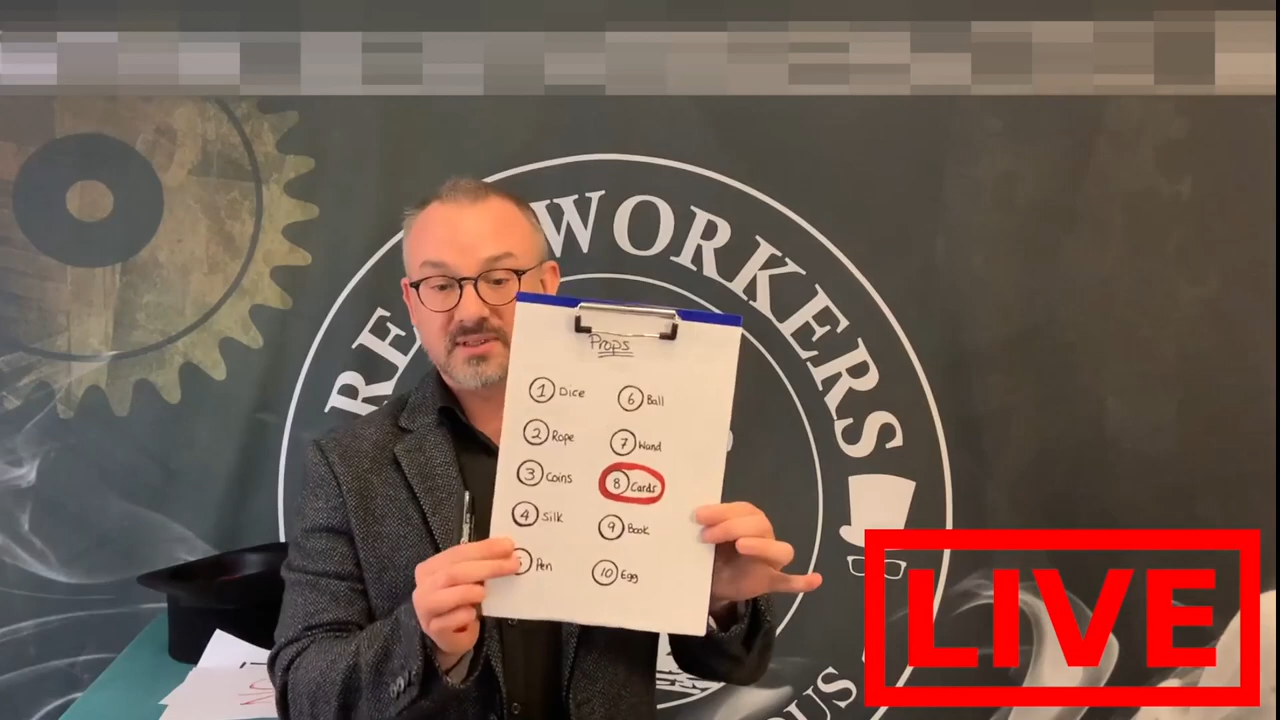 RE WORKERS
Props
1 Dice
2 Rope
3 Coins
4 Silk
Pen
6 Ball
7 Wand
8 Cards
9 Book
10 Egg
LIVE